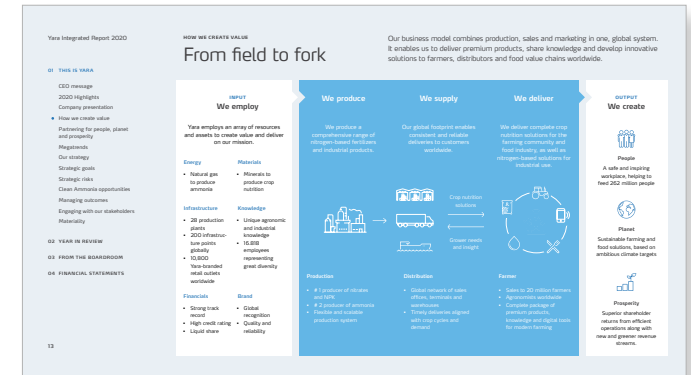 Yara Integrated Report 2020
01 THIS IS YARA
CEO message
2020 Highlights
Company presentation
How we create value
Partnering for people, planet
and prosperity
Megatrends
Our strategy
Strategic goals
Strategic risks
Clean Ammonia opportunities
Managing outcomes
Engaging with our stakeholders
Materiality
02 YEAR IN REVIEW
03 FROM THE BOARDROOM
04 FINANCIAL STATEMENTS
13
HOW WE CREATE VALUE
From field to fork
Our business model combines production, sales and marketing in one, global system.
It enables us to deliver premium products, share knowledge and develop innovative
solutions to farmers, distributors and food value chains worldwide.
INPUT
We employ
Yara employs an array of resources
and assets to create value and deliver
on our mission.
Energy
• Natural gas
to produce
ammonia
Materials
• Minerals to
produce crop
nutrition
Infrastructure
• 28 production
plants
• 200 infrastruc-
ture points
globally
• 10,800
Yara-branded
retail outlets
worldwide
Knowledge
• Unique agronomic
and industrial
knowledge
• 16,818
employees
representing
great diversity
Financials
• Strong track
record
• High credit rating
• Liquid share
Brand
• Global
recognition
• Quality and
reliability
We produce
We produce a
comprehensive range of
nitrogen-based fertilizers
and industrial products.
Production
• # 1 producer of nitrates
and NPK
• # 2 producer of ammonia
• Flexible and scalable
production system
We supply
Our global footprint enables
consistent and reliable
deliveries to customers
worldwide.
Crop nutrition
solutions
Grower needs
and insight
Distribution
• Global network of sales
offices, terminals and
warehouses
• Timely deliveries aligned
with crop cycles and
demand
We deliver
We deliver complete crop
nutrition solutions for the
farming community and
food industry, as well as
nitrogen-based solutions for
industrial use.
Farmer
• Sales to 20 million farmers
• Agronomists worldwide
• Complete package of
premium products,
knowledge and digital tools
for modern farming
OUTPUT
We create
People
A safe and inspiring
workplace, helping to
feed 262 million people
Planet
Sustainable farming and
food solutions, based on
ambitious climate targets
Prosperity
Superior shareholder
returns from efficient
operations along with
new and greener revenue
streams.